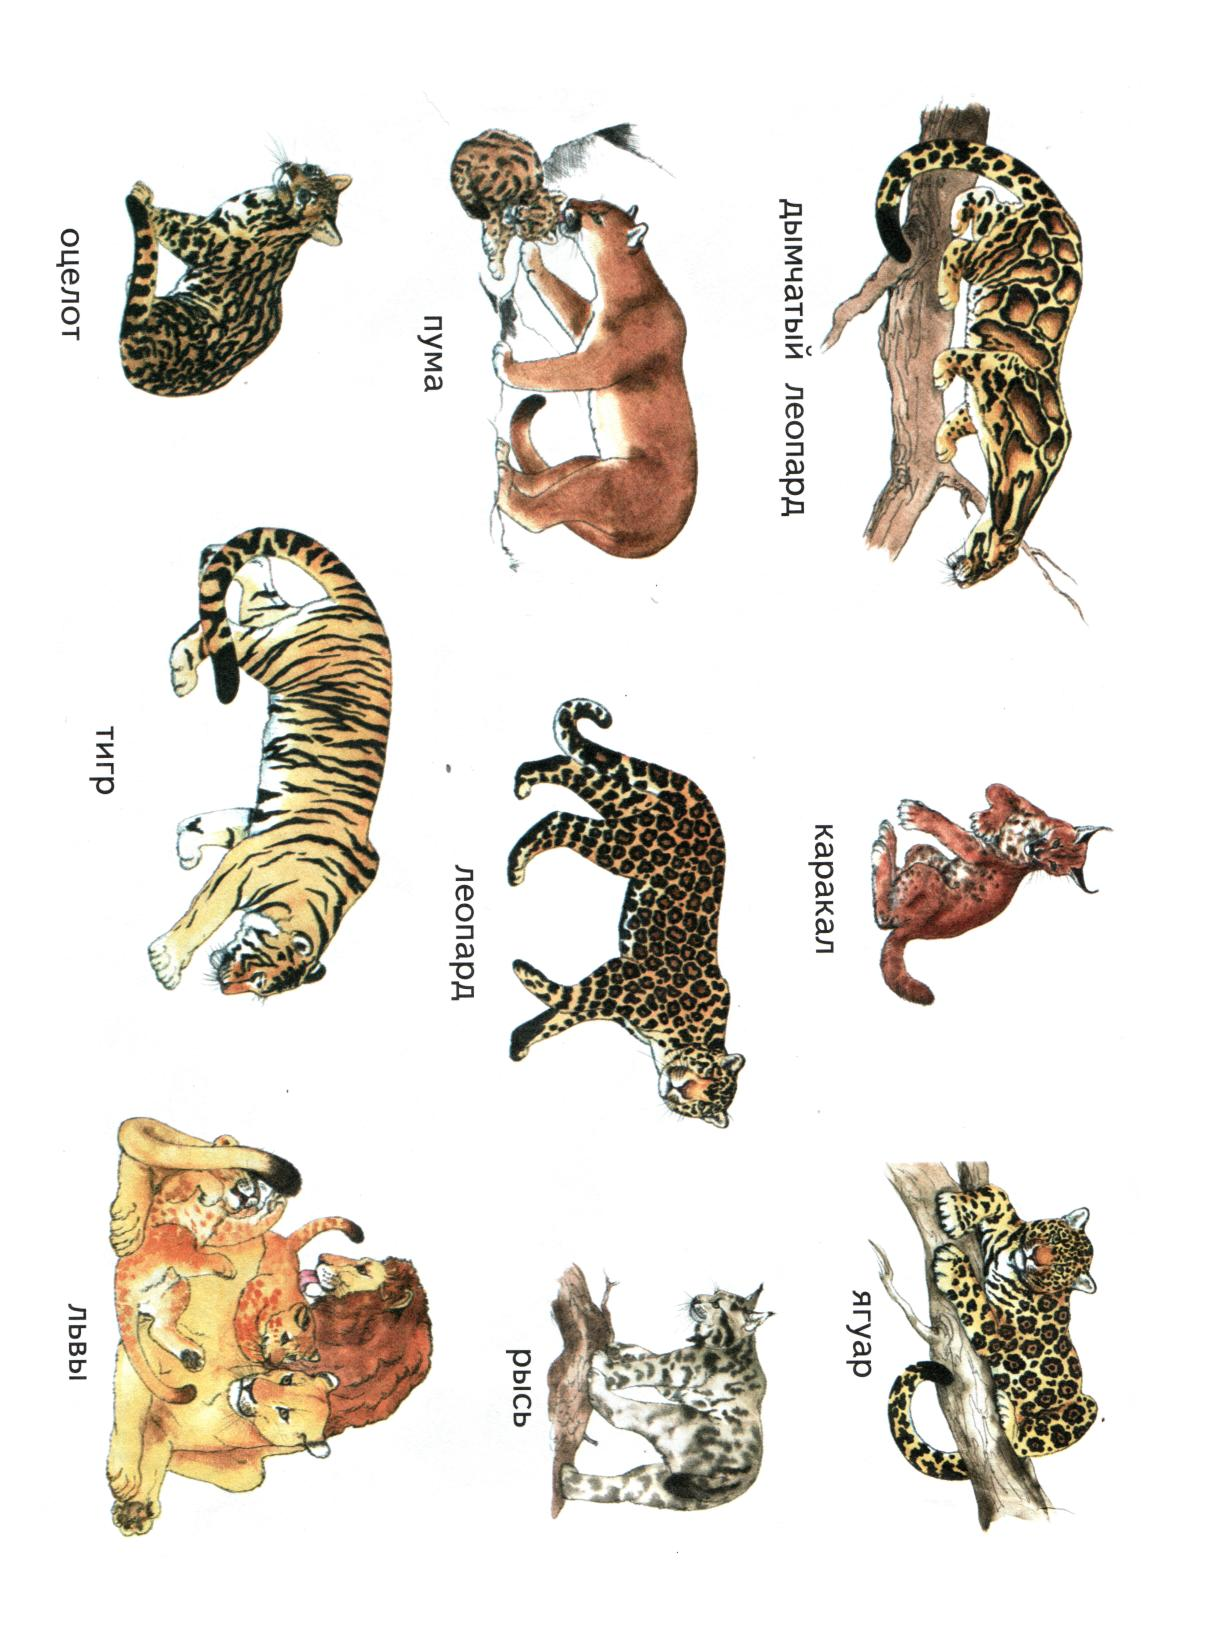 дымчатый леопард
каракал
ягуар
пума
леопард
рысь
оцелот
тигр
львы